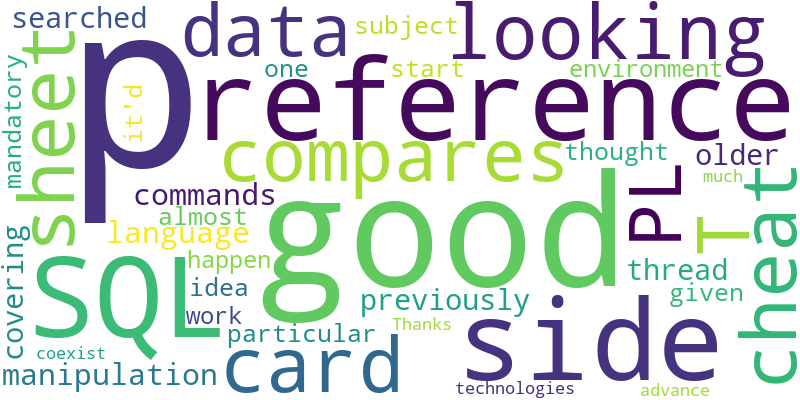 searched
data
subject
looking
p
reference
one
start
environment
mandatory
it'd
sheet
compares
thought
older
commands
PL
much
cheat
almost
good
T
language
SQL
happen
thread
covering
idea
previously
given
side
work
particular
Thanks
card
coexist
manipulation
technologies
advance